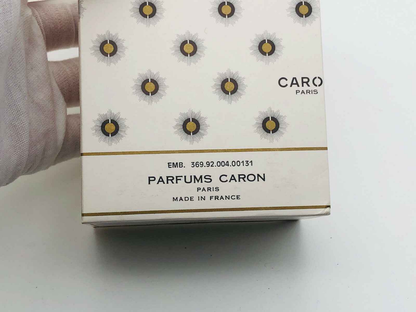 CARO
PARIS
EMB. 369.92.004.00131
PARFUMS CARON
PARIS
MADE IN FRANCE